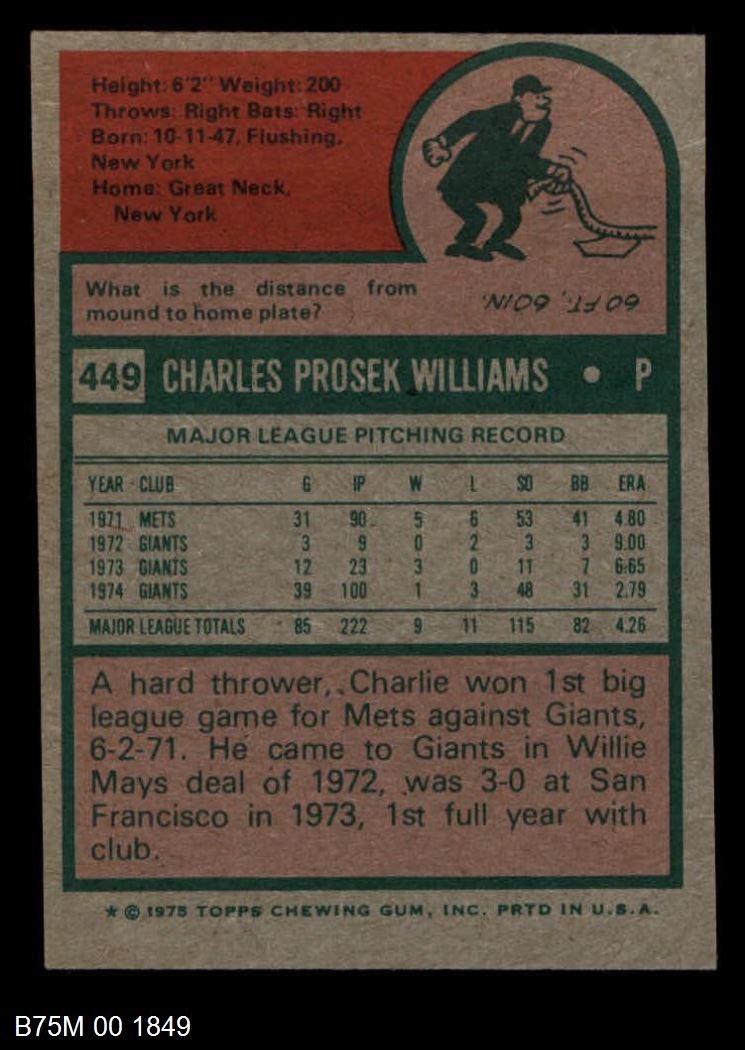 Height: 6'2" Weight: 200
Throws: Right Bats: Right
Born: 10-11-47, Flushing,
New York
Home: Great Neck,
New York
What is the distance from
mound to home plate?
60 FT., 60IN.
449 CHARLES PROSEK WILLIAMS • P
MAJOR LEAGUE PITCHING RECORD
YEAR CLUB G IP W L SO BB ERA
1971 METS 31 90 5 6 53 41 4.80
1972 GIANTS 3 9 0 2 3 3 9.00
1973 GIANTS 12 23 3 0 11 7 6.65
1974 GIANTS 39 100 1 3 48 31 2.79
MAJOR LEAGUE TOTALS 85 222 9 11 115 82 4.26
A hard thrower, Charlie won 1st big
league game for Mets against Giants,
6-2-71. He came to Giants in Willie
Mays deal of 1972, was 3-0 at San
Francisco in 1973, 1st full year with
club.
* © 1975 TOPPS CHEWING GUM, INC. PRTD IN U.S.A.
B75M 00 1849